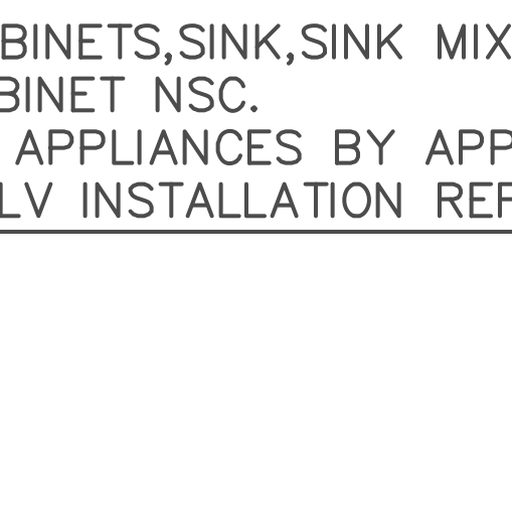 BINETS,SINK,SINK MIX
BINET NSC.
APPLIANCES BY APP
LV INSTALLATION REF